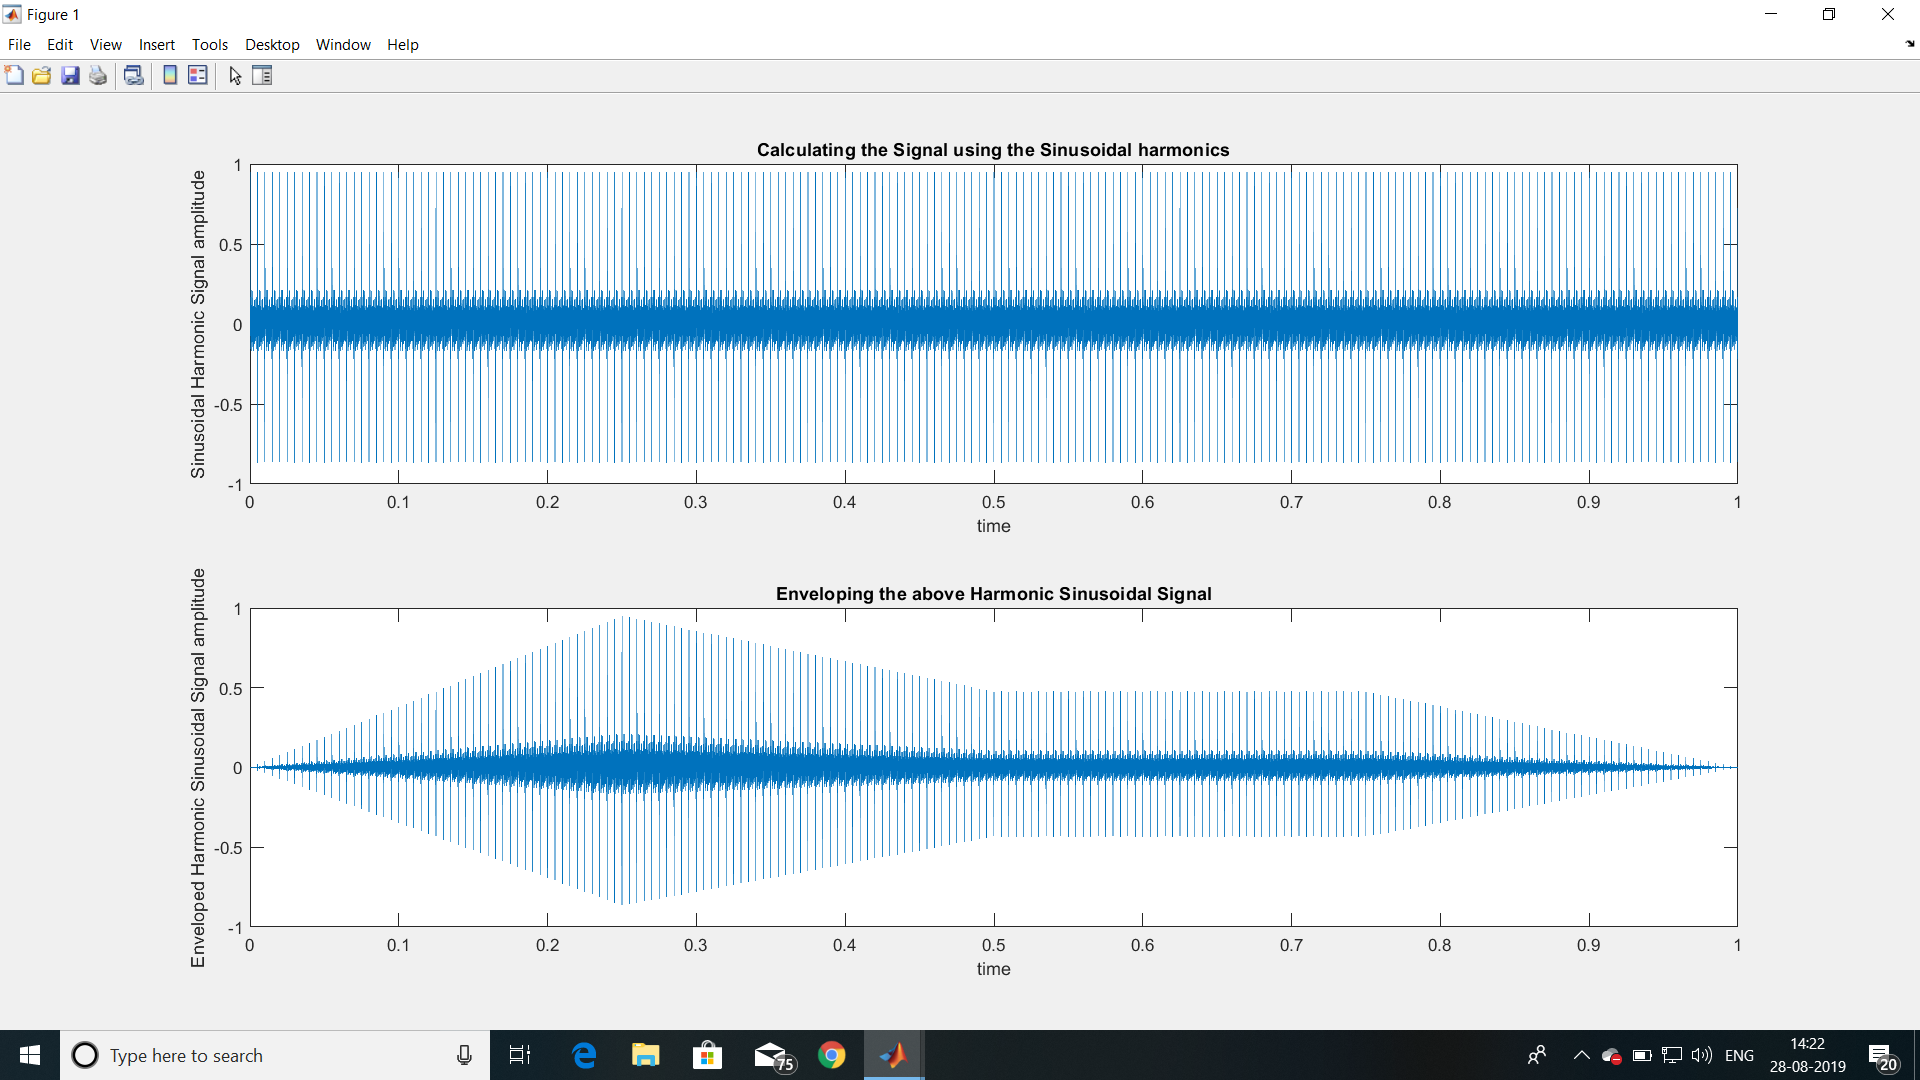 Figure 1
File Edit View Insert Tools Desktop Window Help
Calculating the Signal using the Sinusoidal harmonics
Sinusoidal Harmonic Signal amplitude
1
0.5
0
-0.5
-1
0 0.1 0.2 0.3 0.4 0.5 0.6 0.7 0.8 0.9 1
time
Enveloping the above Harmonic Sinusoidal Signal
Enveloped Harmonic Sinusoidal Signal amplitude
1
0.5
0
-0.5
-1
0 0.1 0.2 0.3 0.4 0.5 0.6 0.7 0.8 0.9 1
time
Type here to search
75
ENG
14:22
28-08-2019
20